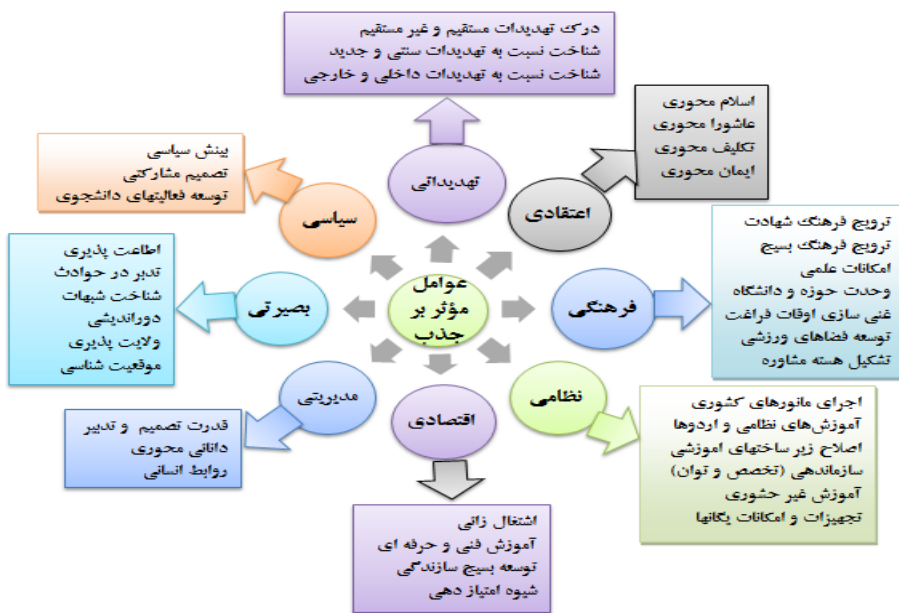 درک تهدیدات مستقیم و غیر مستقیم
شناخت نسبت به تهدیدات سنتی و جدید
شناخت نسبت به تهدیدات داخلی و خارجی
تهدیداتی
اسلام محوری
عاشورا محوری
تکلیف محوری
ایمان محوری
اعتقادی
ترویج فرهنگ شهادت
ترویج فرهنگ بسیج
امکانات علمی
وحدت حوزه و دانشگاه
غنی سازی اوقات فراغت
توسعه فضاهای ورزشی
تشکیل هسته مشاوره
فرهنگی
اجرای مانورهای کشوری
آموزش‌های نظامی و اردوها
اصلاح زیر ساختهای اموزشی
سازماندهی (تخصص و توان)
آموزش غیر حشوری
تجهیزات و امکانات یگانها
نظامی
اقتصادی
اشتغال زانی
آموزش فنی و حرفه ای
توسعه بسیج سازندگی
شیوه امتیاز دهی
مدیریتی
قدرت تصمیم و تدبیر
دانانی محوری
روابط انسانی
بصیرتی
اطاعت پذیری
تدبر در حوادث
شناخت شبهات
دوراندیشی
ولایت پذیری
موقعیت شناسی
سیاسی
بینش سیاسی
تصمیم مشارکتی
توسعه فعالیتهای دانشجوی
عوامل
مؤثر بر
جذب